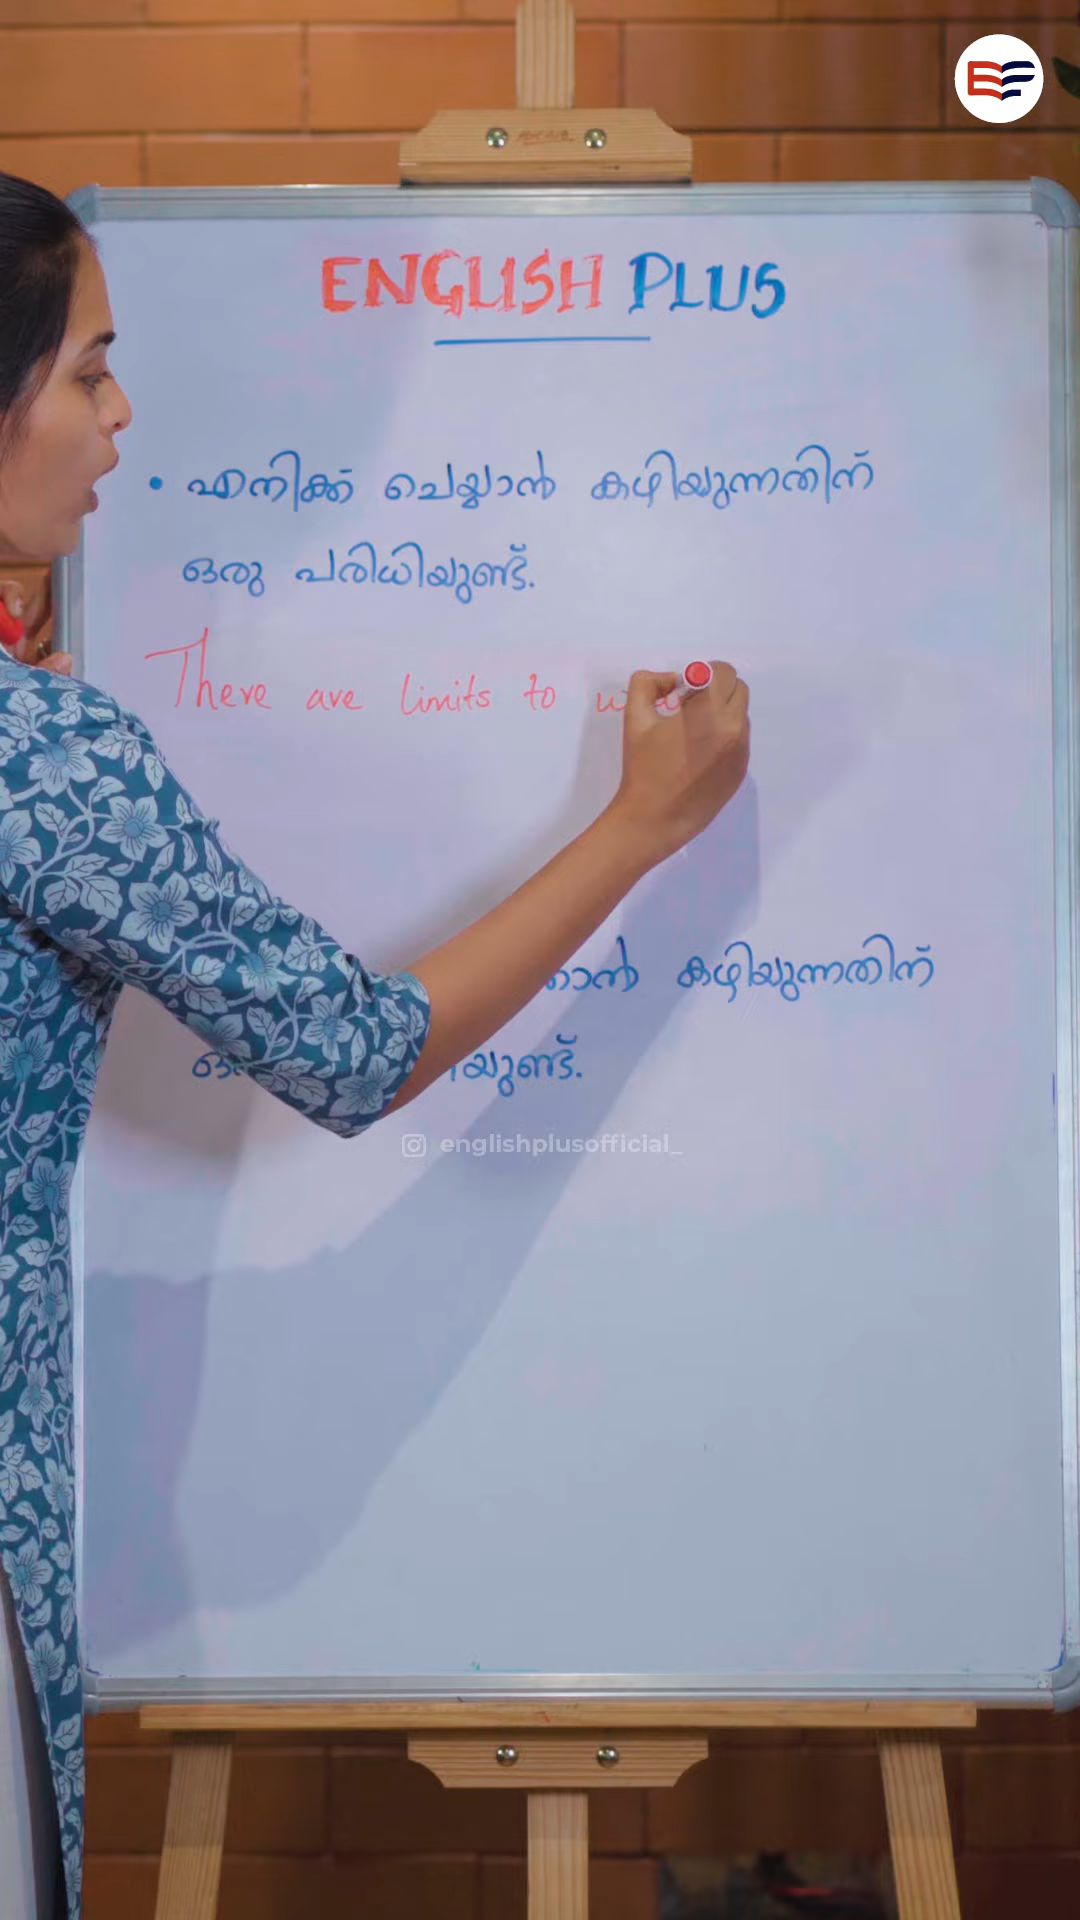 ENGLISH PLUS
• എനിക്ക് ചെയ്യാൻ കഴിയുന്നതിന്
ഒരു പരിധിയുണ്ട്.
There are limits to
കഴിയുന്നതിന്
englishplusofficial_